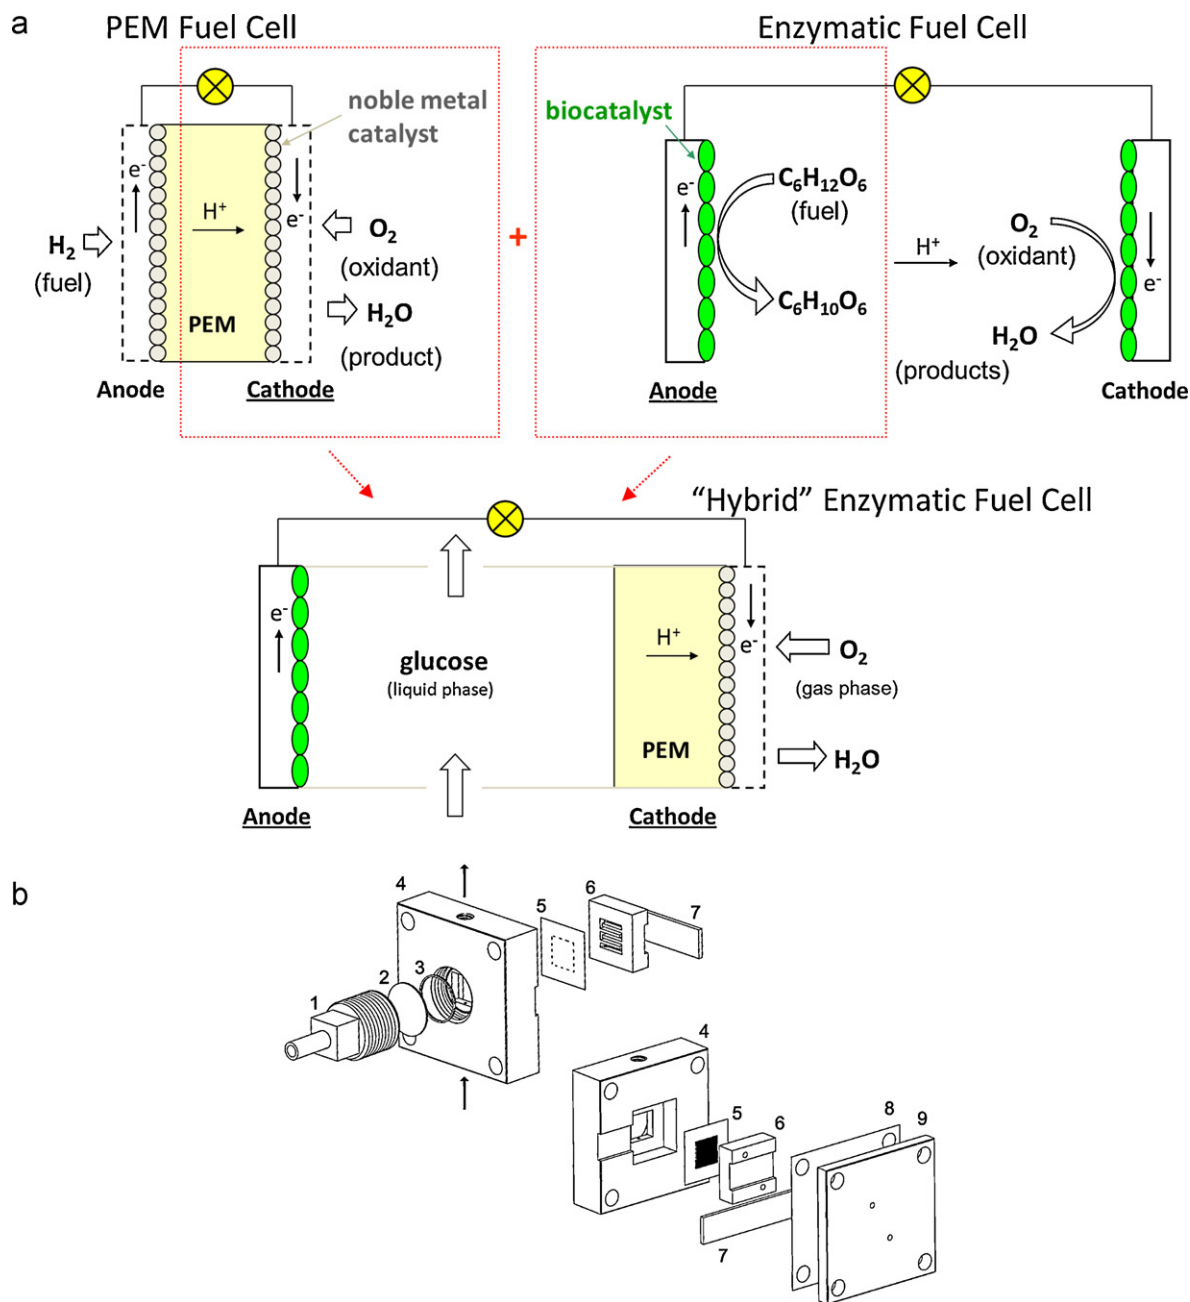 a
PEM Fuel Cell
Enzymatic Fuel Cell
noble metal
catalyst
e-
H+
e-
H2
(fuel)
O2
(oxidant)
H2O
(product)
PEM
Anode
Cathode
+
biocatalyst
e-
C6H12O6
(fuel)
C6H10O6
H+
O2
(oxidant)
e-
H2O
(products)
Anode
Cathode
“Hybrid” Enzymatic Fuel Cell
e-
glucose
(liquid phase)
H+
e-
O2
(gas phase)
PEM
H2O
Anode
Cathode
b
4
5
6
7
3
2
1
4
5
6
8
9
7